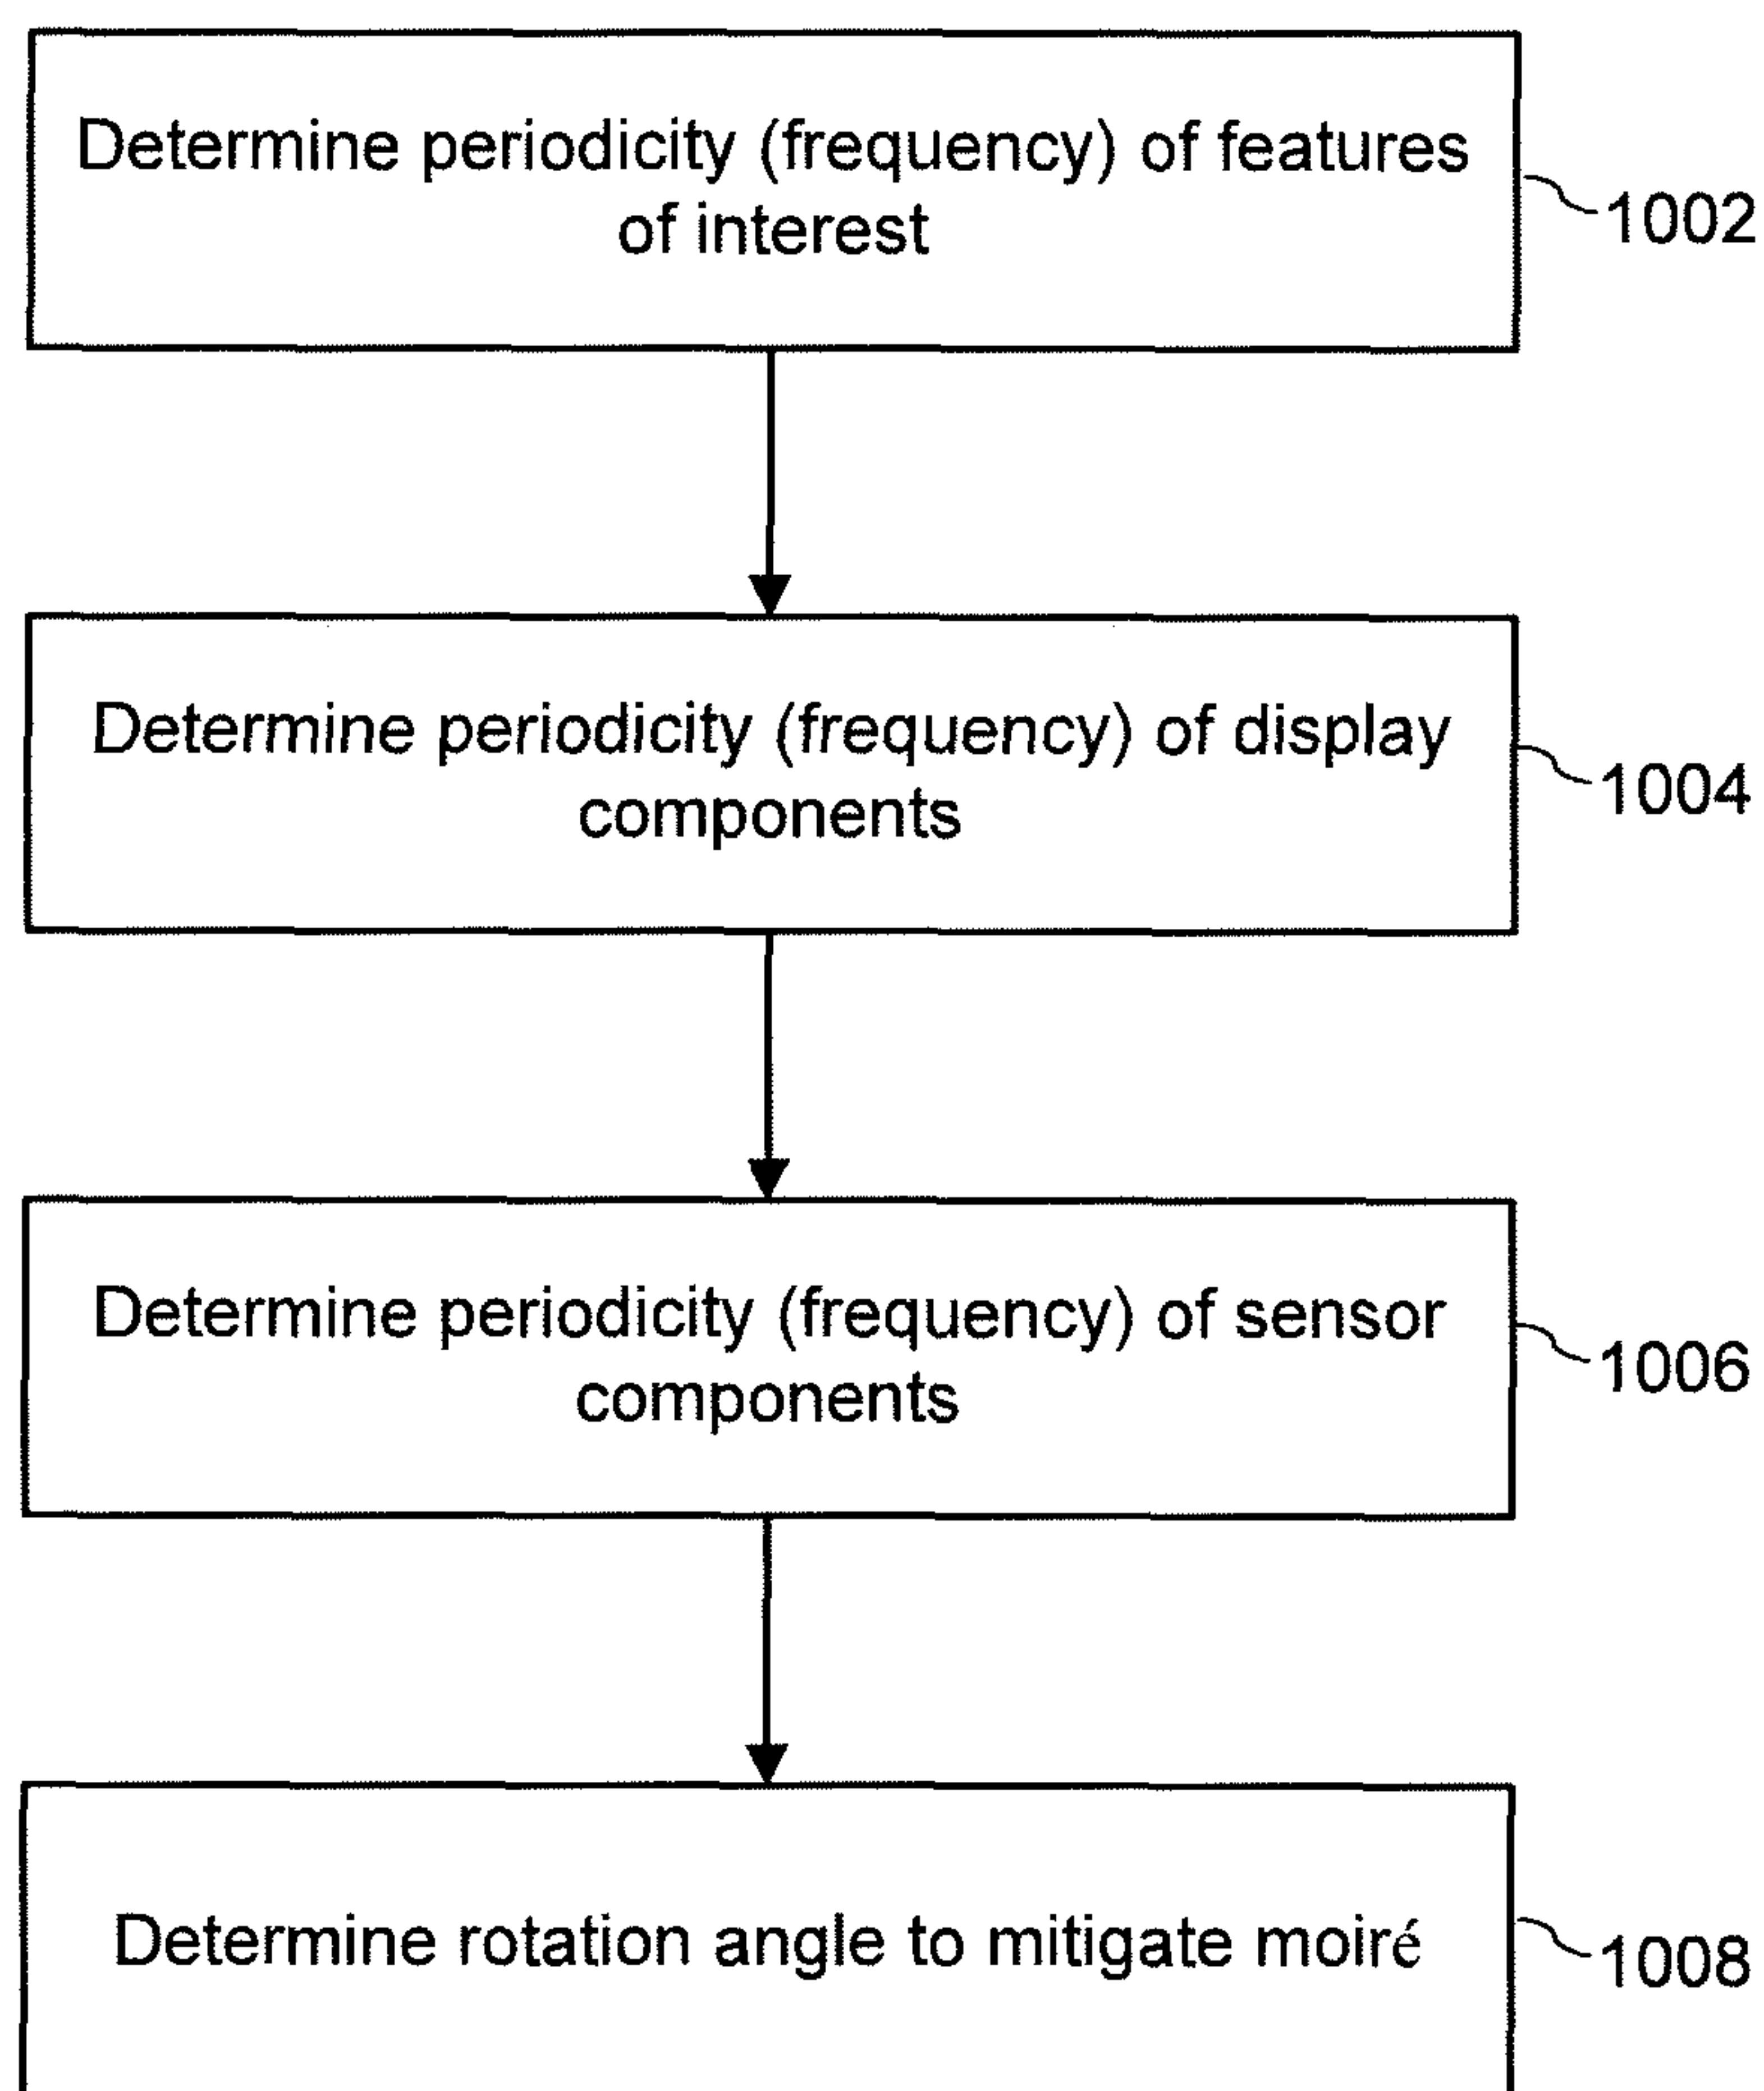 Determine periodicity (frequency) of features
of interest
1002
Determine periodicity (frequency) of display
components
1004
Determine periodicity (frequency) of sensor
components
1006
Determine rotation angle to mitigate moiré
1008